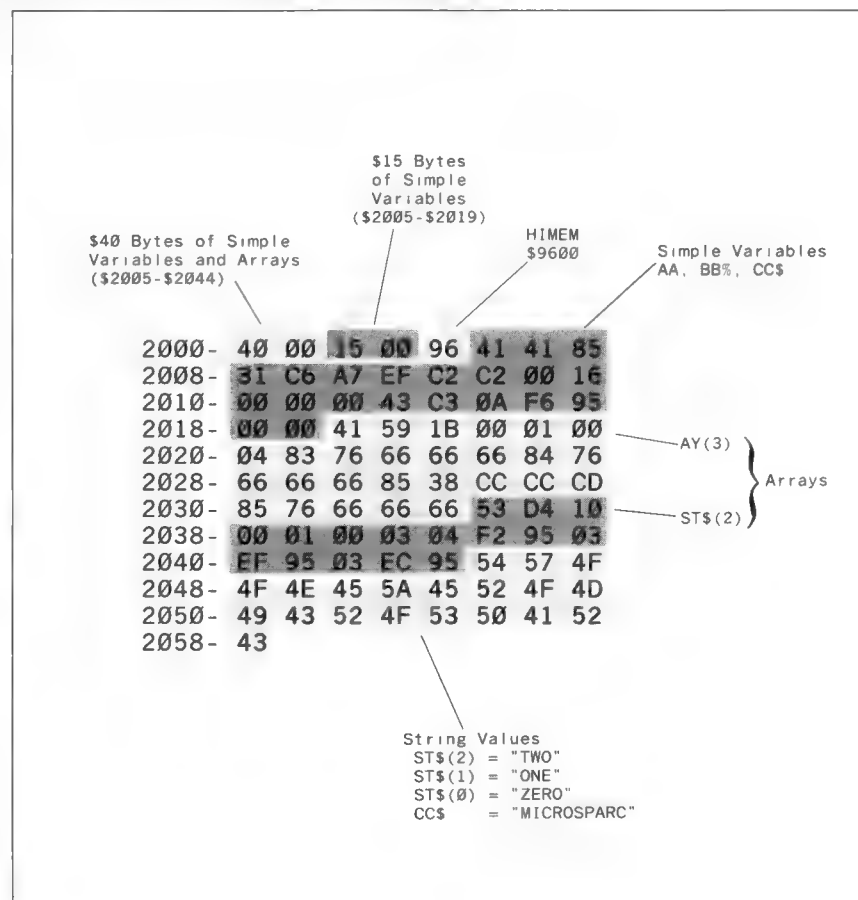 $15 Bytes
of Simple
Variables
($2005-$2019)
HIMEM
$9600
$40 Bytes of Simple
Variables and Arrays
($2005-$2044)
Simple Variables
AA, BB%, CC$
2000- 40 00 15 00 96 41 41 85
2008- 31 C6 A7 EF C2 C2 00 16
2010- 00 00 00 43 C3 0A F6 95
2018- 00 00 41 59 1B 00 01 00
AY(3)
2020- 04 83 76 66 66 66 84 76
Arrays
2028- 66 66 66 85 38 CC CC CD
2030- 85 76 66 66 66 53 D4 10
ST$(2)
2038- 00 01 00 03 04 F2 95 03
2040- EF 95 03 EC 95 54 57 4F
2048- 4F 4E 45 5A 45 52 4F 4D
2050- 49 43 52 4F 53 50 41 52
2058- 43
String Values
ST$(2) = "TWO"
ST$(1) = "ONE"
ST$(0) = "ZERO"
CC$ = "MICROSPARC"